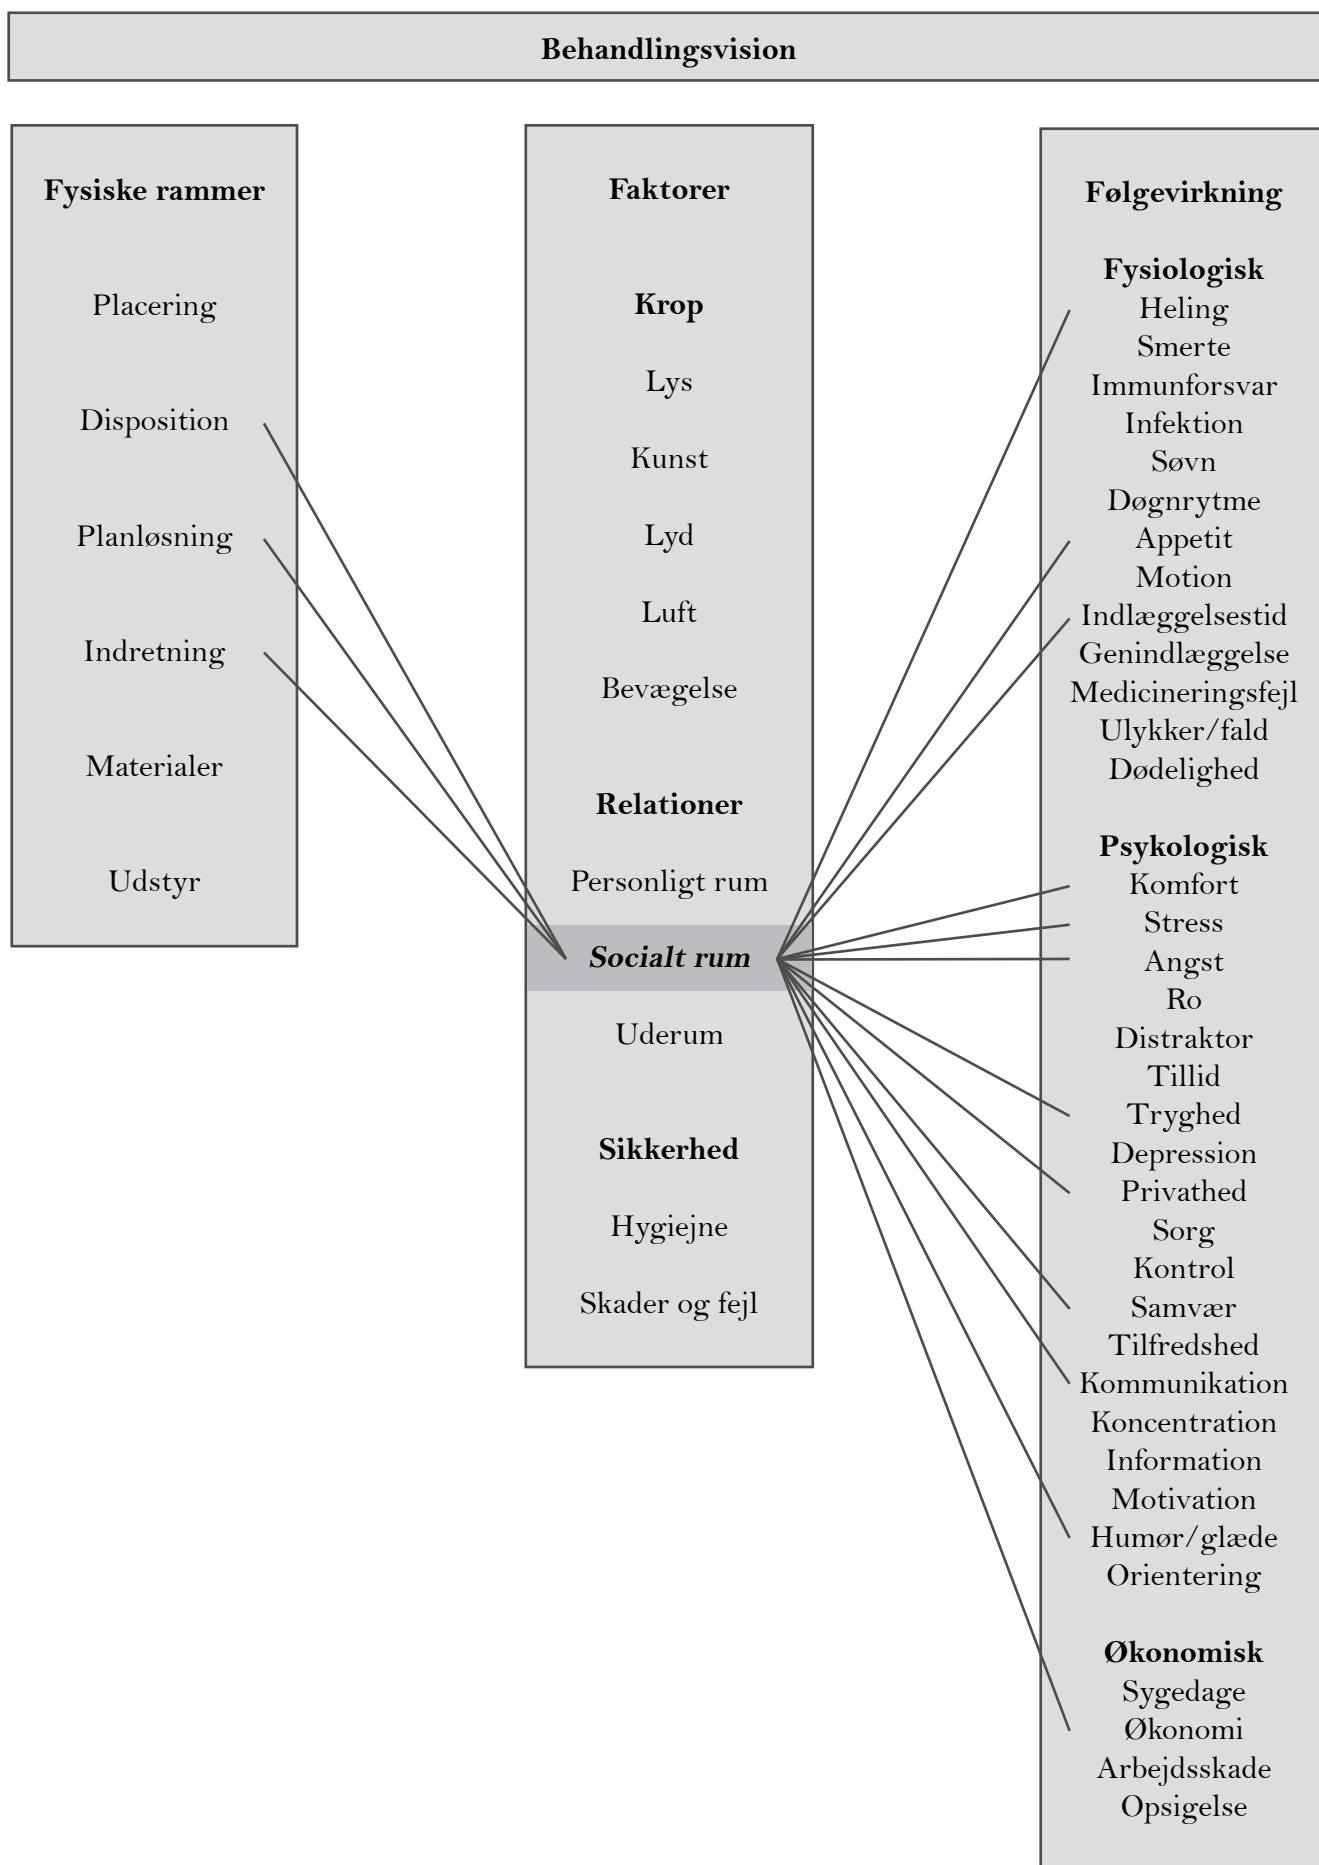 Behandlingsvision
Fysiske rammer
Placering
Disposition
Planløsning
Indretning
Materialer
Udstyr
Faktorer
Krop
Lys
Kunst
Lyd
Luft
Bevægelse
Relationer
Personligt rum
Socialt rum
Uderum
Sikkerhed
Hygiejne
Skader og fejl
Følgevirkning
Fysiologisk
Heling
Smerte
Immunforsvar
Infektion
Søvn
Døgnrytme
Appetit
Motion
Indlæggelsestid
Genindlæggelse
Medicineringsfejl
Ulykker/fald
Dødelighed
Psykologisk
Komfort
Stress
Angst
Ro
Distraktor
Tillid
Tryghed
Depression
Privathed
Sorg
Kontrol
Samvær
Tilfredshed
Kommunikation
Koncentration
Information
Motivation
Humør/glæde
Orientering
Økonomisk
Sygedage
Økonomi
Arbejdsskade
Opsigelse